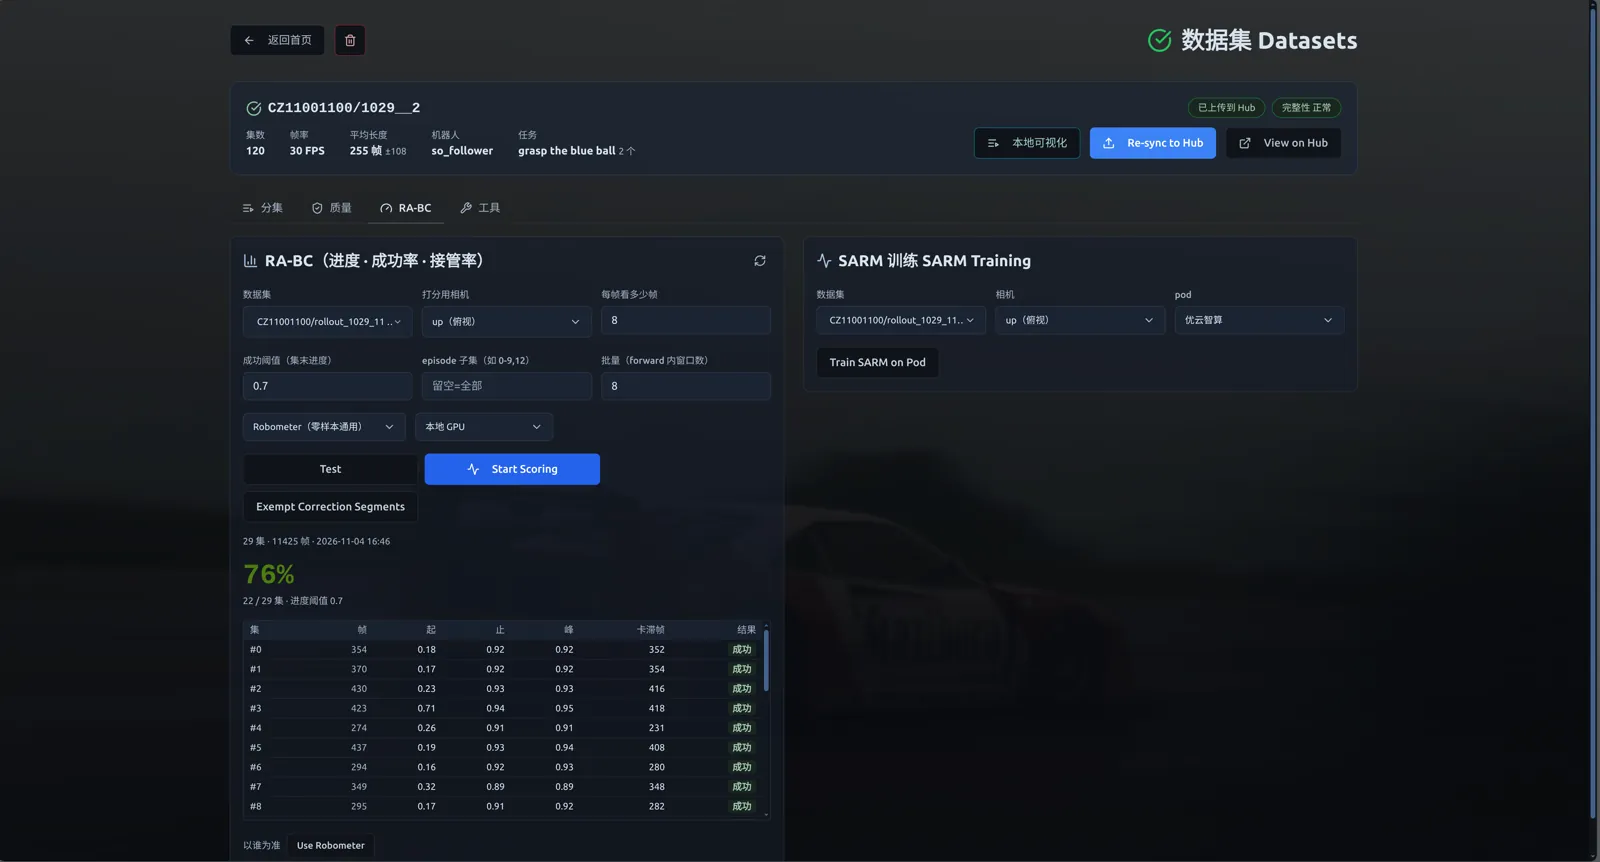 返回首页
数据集 Datasets
CZ11001100/1029__2
已上传到 Hub
完整性 正常
集数
帧率
平均长度
机器人
任务
120
30 FPS
255 帧 ±108
so_follower
grasp the blue ball 2 个
本地可视化
Re-sync to Hub
View on Hub
分集
质量
RA-BC
工具
RA-BC（进度 · 成功率 · 接管率）
数据集
打分用相机
每帧看多少帧
CZ11001100/rollout_1029_11 ..
up（俯视）
8
成功阈值（集末进度）
episode 子集（如 0-9,12）
批量（forward 内窗口数）
0.7
留空=全部
8
Robometer（零样本通用）
本地 GPU
Test
Start Scoring
Exempt Correction Segments
29 集 · 11425 帧 · 2026-11-04 16:46
76%
22 / 29 集 · 进度阈值 0.7
集 帧 起 止 峰 卡滞帧 结果
#0 354 0.18 0.92 0.92 352 成功
#1 370 0.17 0.92 0.92 354 成功
#2 430 0.23 0.93 0.93 416 成功
#3 423 0.71 0.94 0.95 418 成功
#4 274 0.26 0.91 0.91 231 成功
#5 437 0.19 0.93 0.94 408 成功
#6 294 0.16 0.92 0.93 280 成功
#7 349 0.32 0.89 0.89 348 成功
#8 295 0.17 0.91 0.92 282 成功
以谁为准
Use Robometer
SARM 训练 SARM Training
数据集
相机
pod
CZ11001100/rollout_1029_11..
up（俯视）
优云智算
Train SARM on Pod